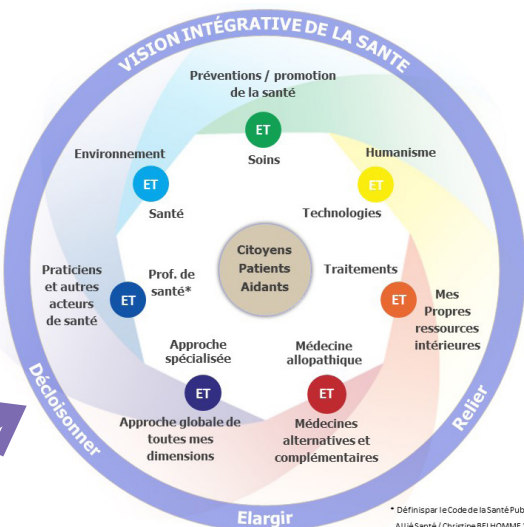 VISION INTÉGRATIVE DE LA SANTE
Préventions / promotion
de la santé
ET
Soins
Environnement
ET
Santé
Humanisme
ET
Technologies
Citoyens
Patients
Aidants
Praticiens
et autres
acteurs
de santé
ET
Prof. de
santé*
Traitements
ET
Mes
Propres
ressources
intérieures
Approche
spécialisée
ET
Approche globale de
toutes mes
dimensions
Médecine
allopathique
ET
Médecines
alternatives et
complémentaires
Décloisonner
Elargir
Relier
* Définis par le Code de la Santé Pub
AlliéSanté / Christine BELHOMME